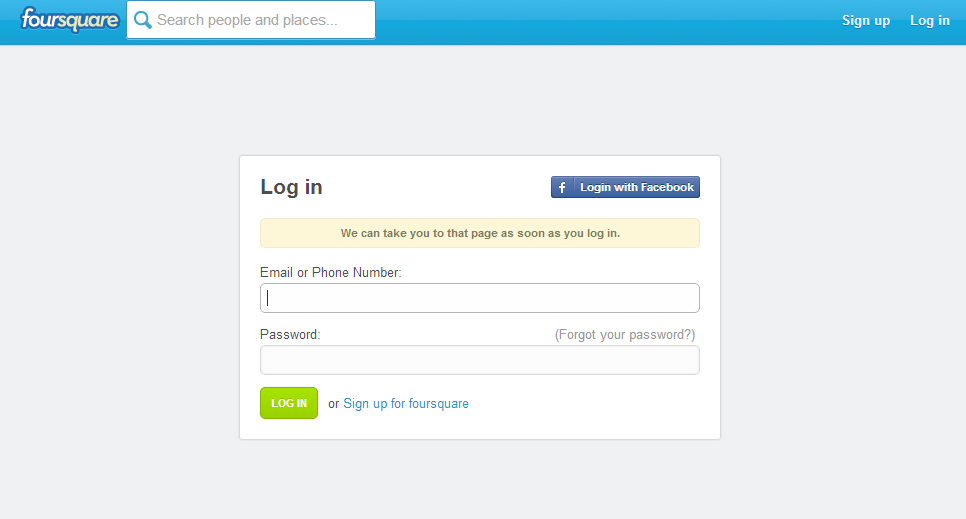 foursquare Search people and places... Sign up Log in
Log in f Login with Facebook
We can take you to that page as soon as you log in.
Email or Phone Number:
Password: (Forgot your password?)
LOG IN or Sign up for foursquare